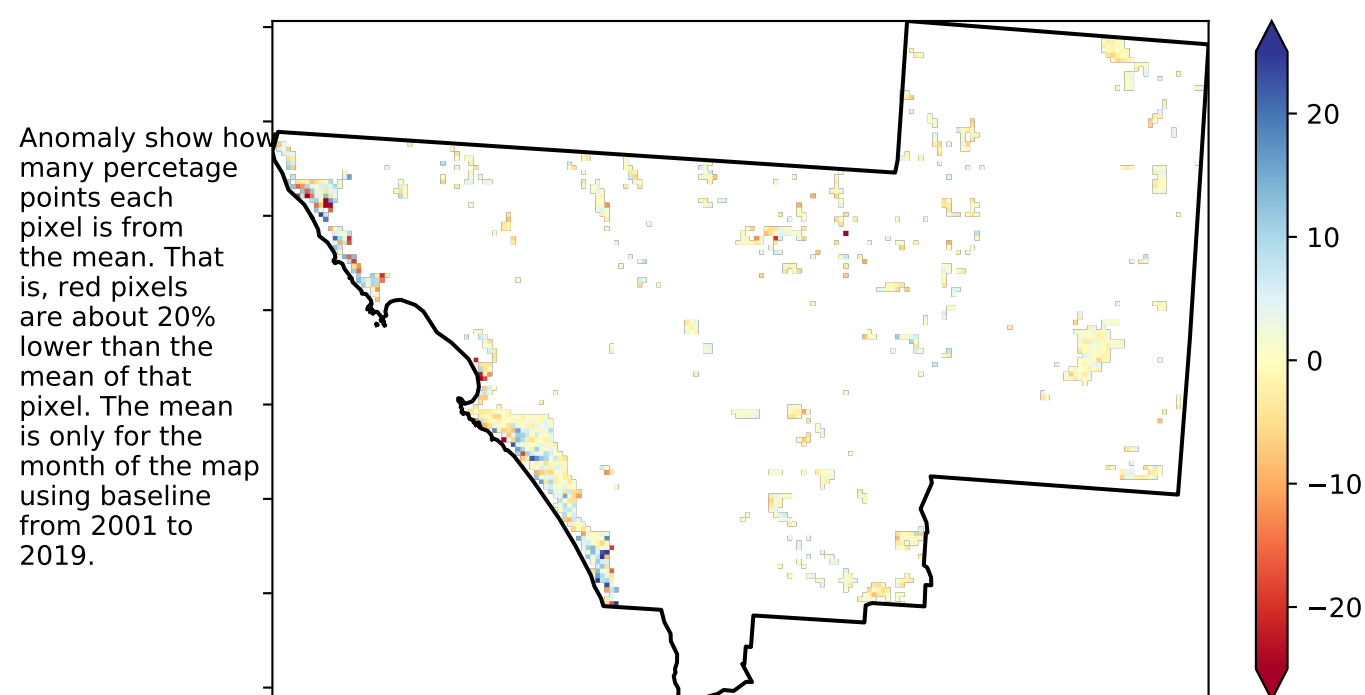 Anomaly show how
many percetage
points each
pixel is from
the mean. That
is, red pixels
are about 20%
lower than the
mean of that
pixel. The mean
is only for the
month of the map
using baseline
from 2001 to
2019.
20
10
0
−10
−20